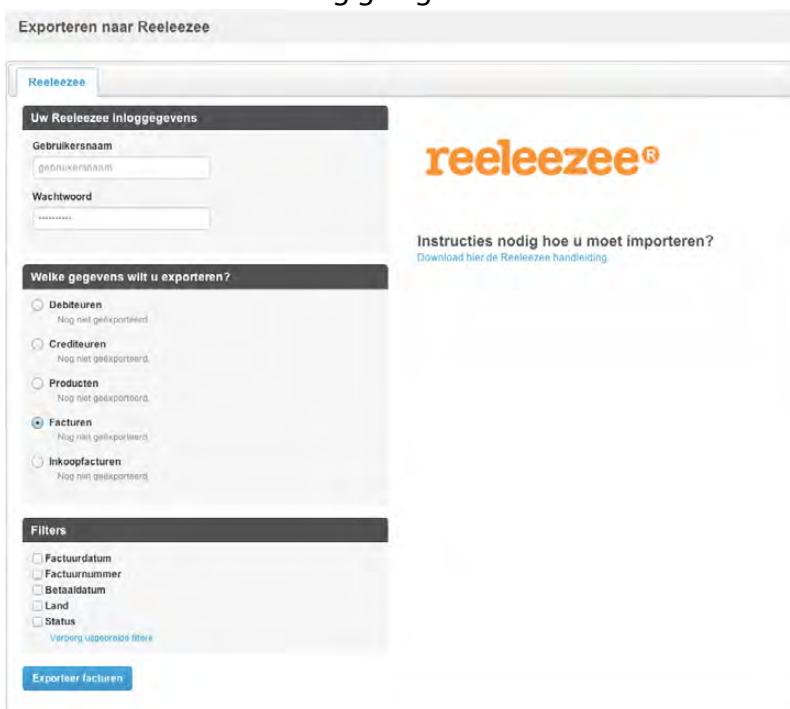 Exporteren naar Reeleezee
Reeleezee
Uw Reeleezee inloggegevens
Gebruikersnaam
gebruikersnaam
Wachtwoord
••••••••••
reeleezee®
Instructies nodig hoe u moet importeren?
Download hier de Reeleezee handleiding.
Welke gegevens wilt u exporteren?
Debiteuren
Nog niet geëxporteerd.
Crediteuren
Nog niet geëxporteerd.
Producten
Nog niet geëxporteerd.
Facturen
Nog niet geëxporteerd.
Inkoopfacturen
Nog niet geëxporteerd.
Filters
Factuurdatum
Factuurnummer
Betaaldatum
Land
Status
Verberg uitgebreide filters
Exporteer facturen